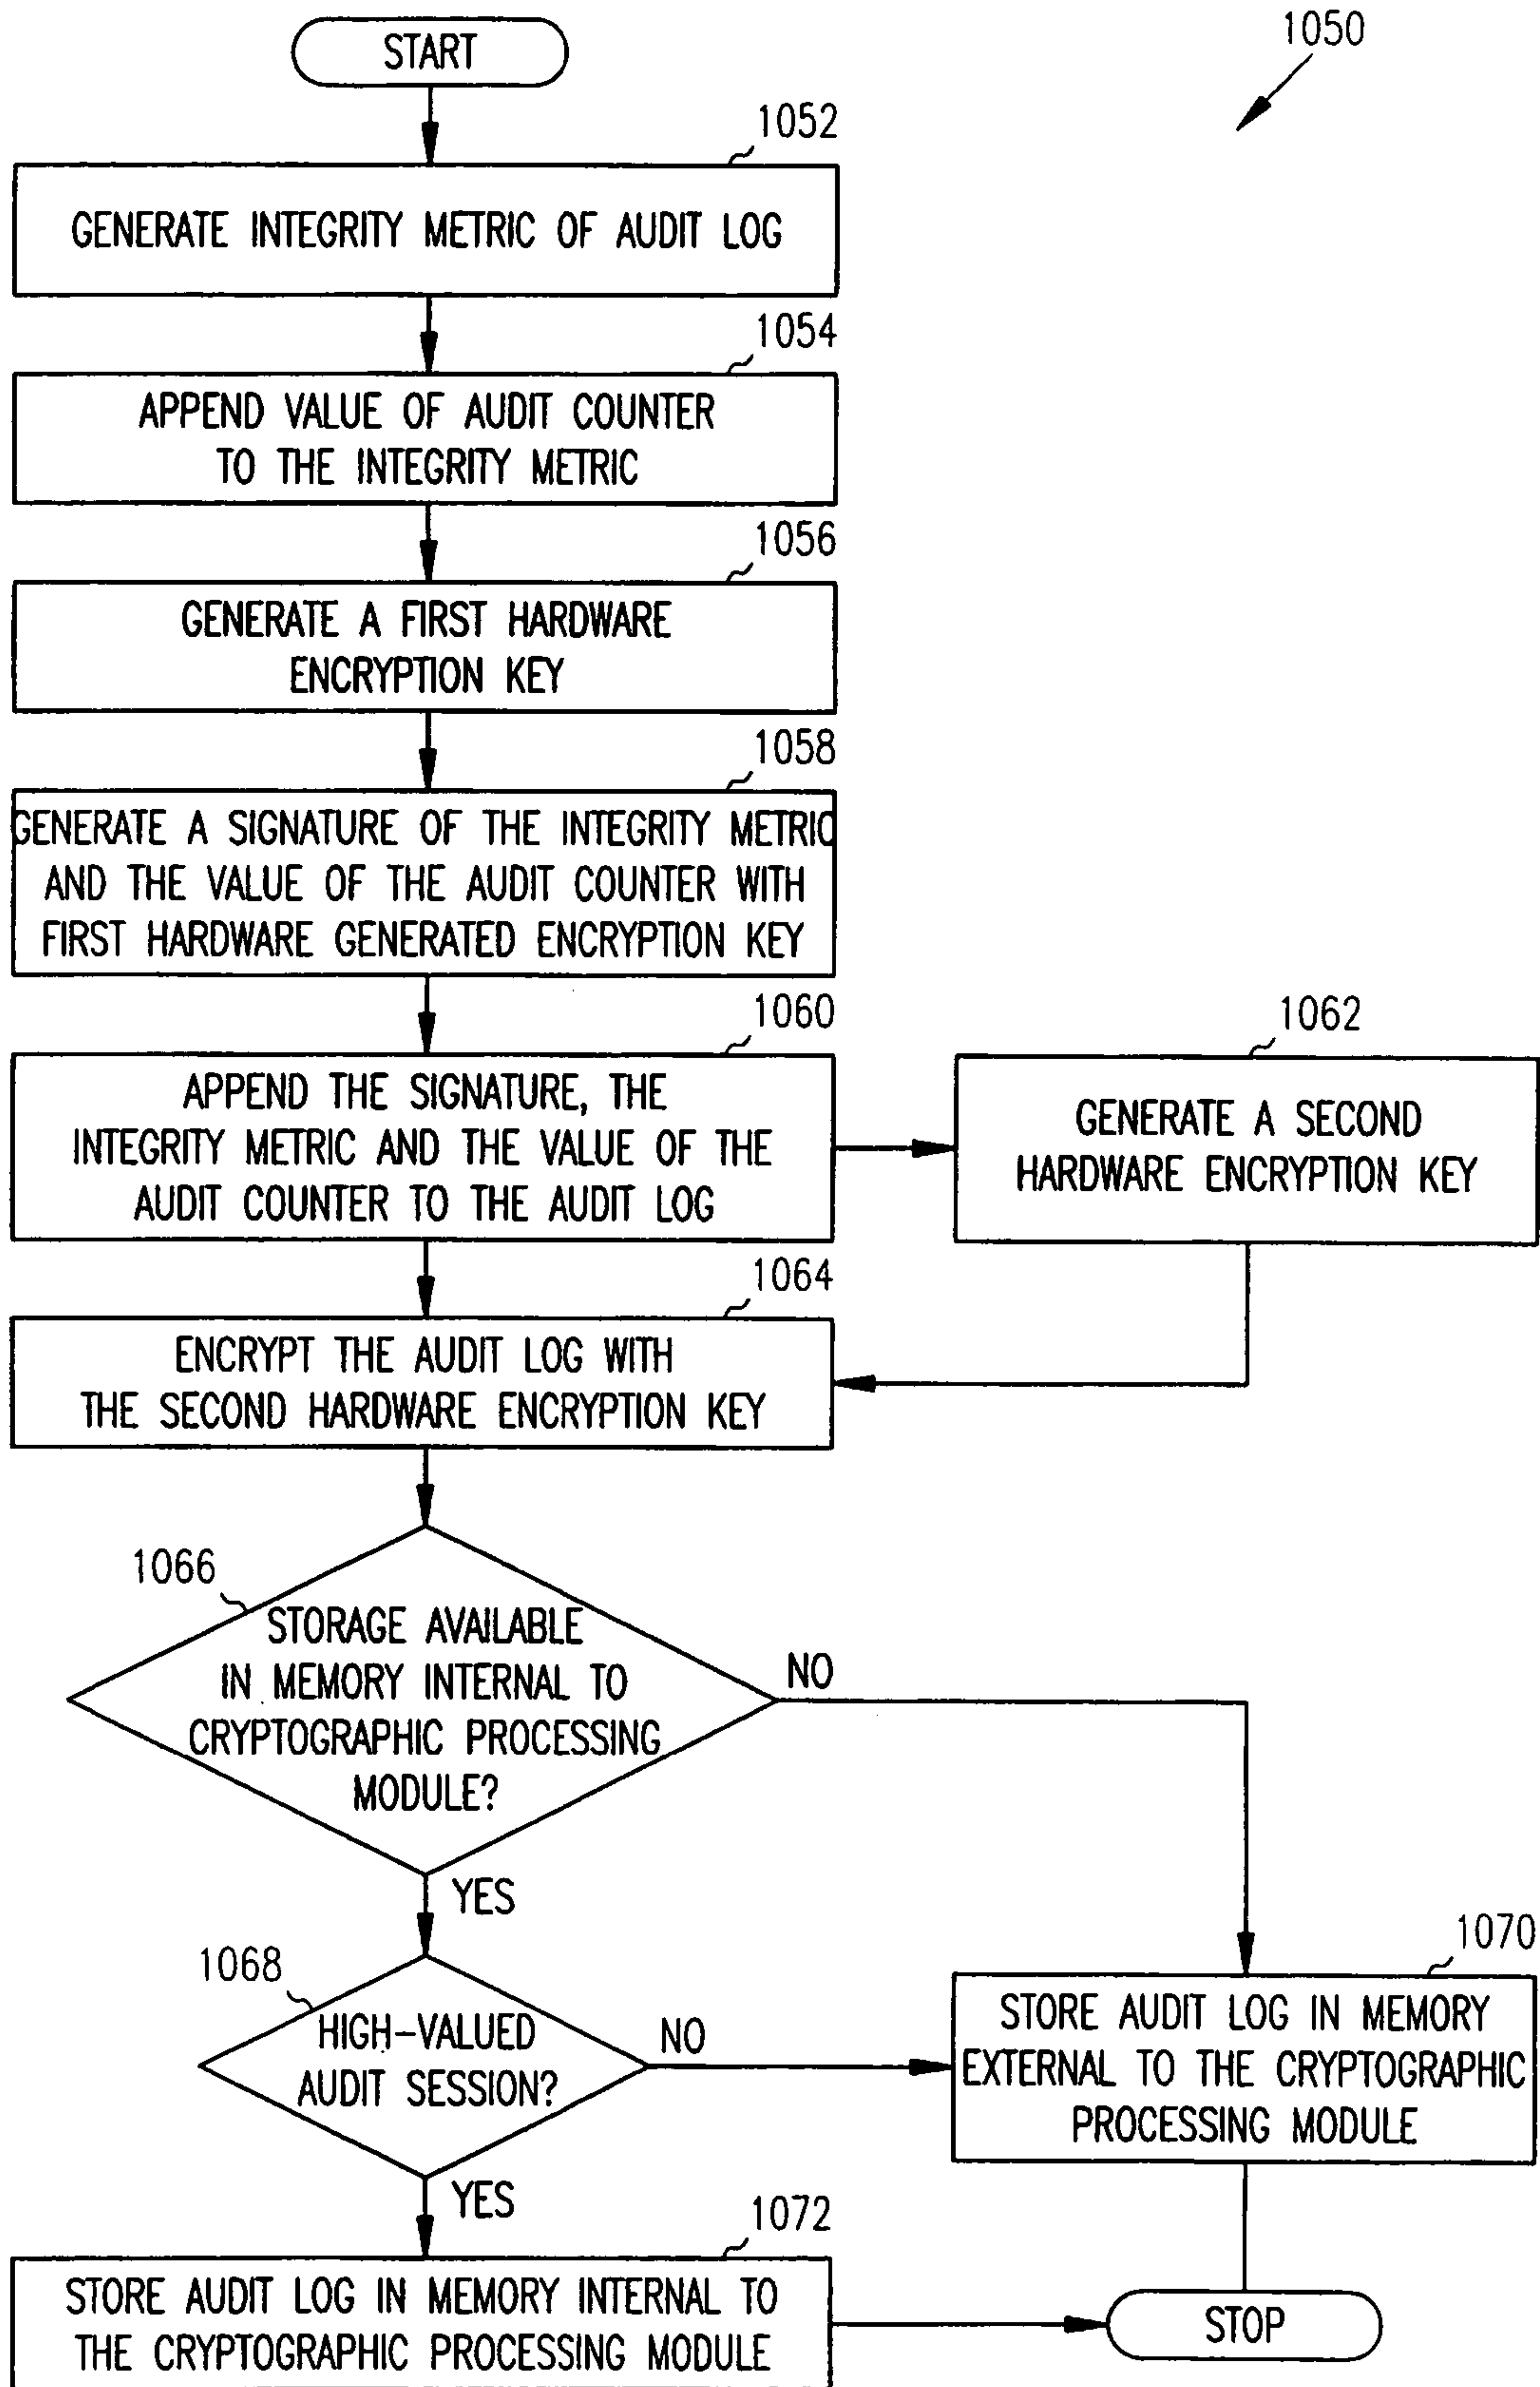 START
1050
1052
GENERATE INTEGRITY METRIC OF AUDIT LOG
1054
APPEND VALUE OF AUDIT COUNTER
TO THE INTEGRITY METRIC
1056
GENERATE A FIRST HARDWARE
ENCRYPTION KEY
1058
GENERATE A SIGNATURE OF THE INTEGRITY METRIC
AND THE VALUE OF THE AUDIT COUNTER WITH
FIRST HARDWARE GENERATED ENCRYPTION KEY
1060
APPEND THE SIGNATURE, THE
INTEGRITY METRIC AND THE VALUE OF THE
AUDIT COUNTER TO THE AUDIT LOG
1062
GENERATE A SECOND
HARDWARE ENCRYPTION KEY
1064
ENCRYPT THE AUDIT LOG WITH
THE SECOND HARDWARE ENCRYPTION KEY
1066
STORAGE AVAILABLE
IN MEMORY INTERNAL TO
CRYPTOGRAPHIC PROCESSING
MODULE?
NO
YES
1068
HIGH-VALUED
AUDIT SESSION?
NO
YES
1070
STORE AUDIT LOG IN MEMORY
EXTERNAL TO THE CRYPTOGRAPHIC
PROCESSING MODULE
1072
STORE AUDIT LOG IN MEMORY INTERNAL TO
THE CRYPTOGRAPHIC PROCESSING MODULE
STOP